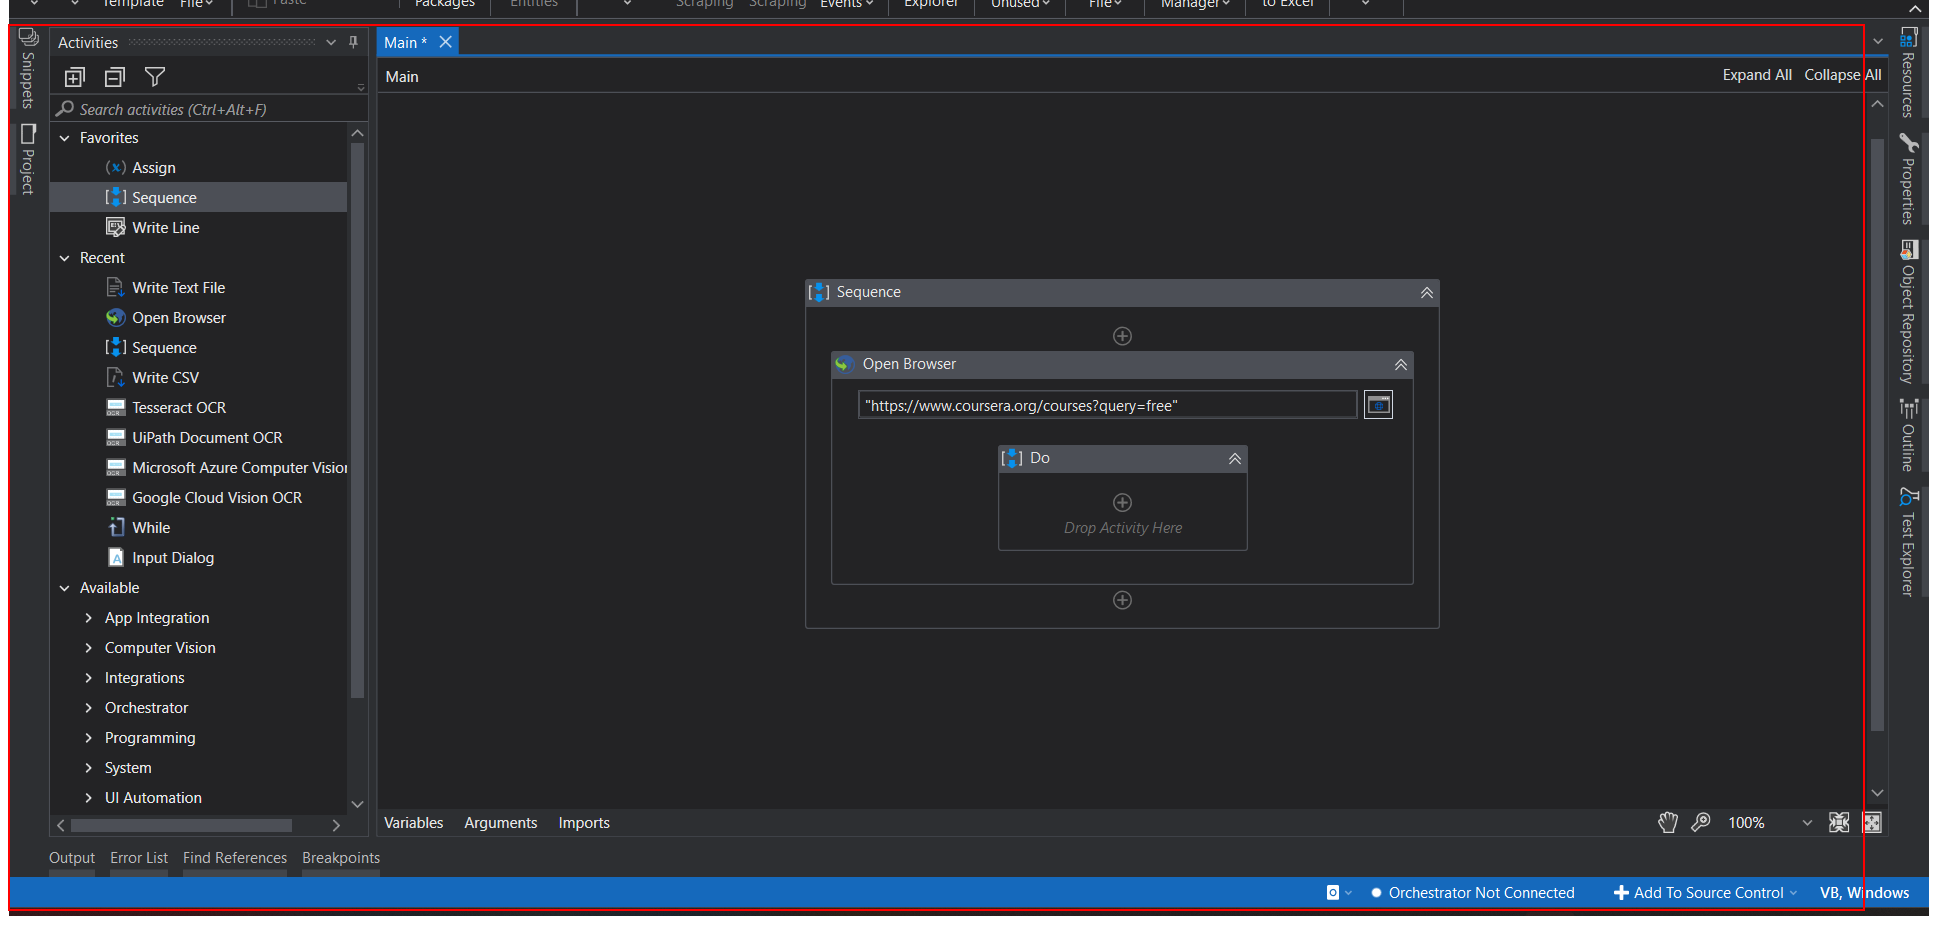 Template File Paste Packages Entities Scraping Scraping Events Explorer Unused File Manager to Excel
Snippets
Project
Activities
Search activities (Ctrl+Alt+F)
Favorites
Assign
Sequence
Write Line
Recent
Write Text File
Open Browser
Sequence
Write CSV
Tesseract OCR
UiPath Document OCR
Microsoft Azure Computer Vision
Google Cloud Vision OCR
While
Input Dialog
Available
App Integration
Computer Vision
Integrations
Orchestrator
Programming
System
UI Automation
Main *
Main
Expand All Collapse All
Sequence
Open Browser
"https://www.coursera.org/courses?query=free"
Do
Drop Activity Here
Variables Arguments Imports
100%
Resources
Properties
Object Repository
Outline
Test Explorer
Output Error List Find References Breakpoints
Orchestrator Not Connected Add To Source Control VB, Windows